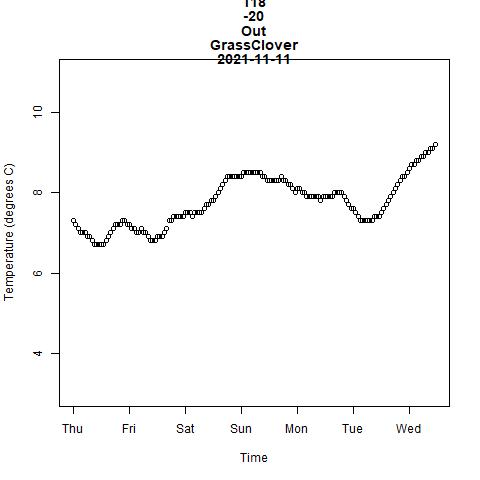 118
-20
Out
GrassClover
2021-11-11
Temperature (degrees C)
10
8
6
4
Thu Fri Sat Sun Mon Tue Wed
Time